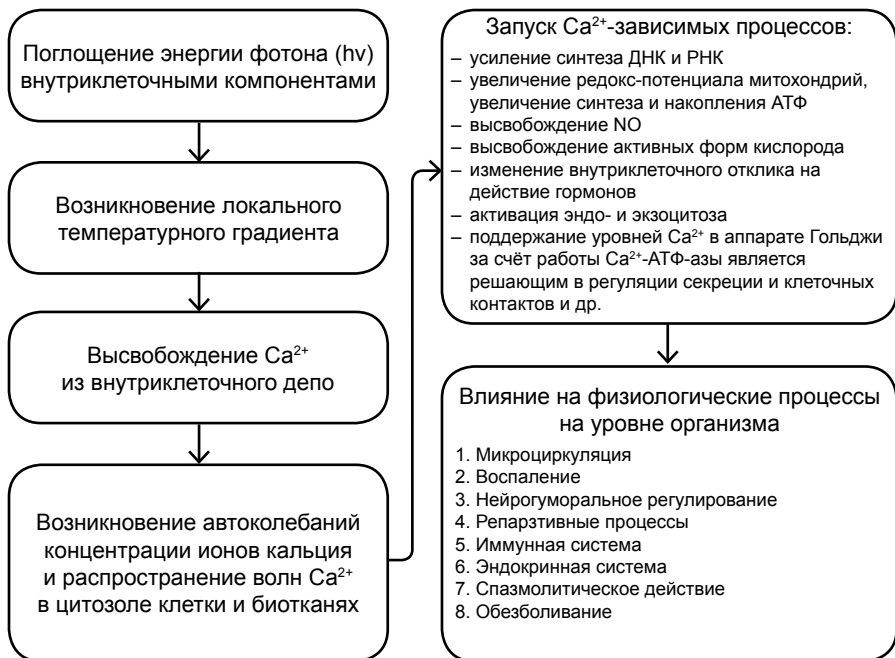 Поглощение энергии фотона (hν)
внутриклеточными компонентами
Возникновение локального
температурного градиента
Высвобождение Ca²⁺
из внутриклеточного депо
Возникновение автоколебаний
концентрации ионов кальция
и распространение волн Ca²⁺
в цитозоле клетки и биотканях
Запуск Ca²⁺-зависимых процессов:
– усиление синтеза ДНК и РНК
– увеличение редокс-потенциала митохондрий,
увеличение синтеза и накопления АТФ
– высвобождение NO
– высвобождение активных форм кислорода
– изменение внутриклеточного отклика на
действие гормонов
– активация эндо- и экзоцитоза
– поддержание уровней Ca²⁺ в аппарате Гольджи
за счёт работы Ca²⁺-АТФ-азы является
решающим в регуляции секреции и клеточных
контактов и др.
Влияние на физиологические процессы
на уровне организма
1. Микроциркуляция
2. Воспаление
3. Нейрогуморальное регулирование
4. Репарзтивные процессы
5. Иммунная система
6. Эндокринная система
7. Спазмолитическое действие
8. Обезболивание